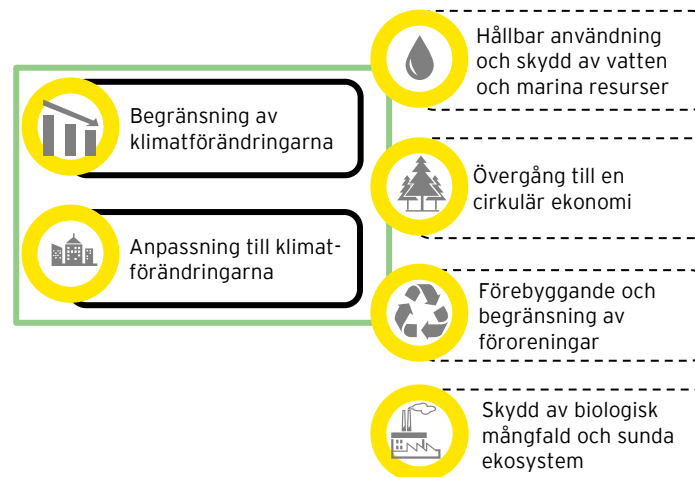 Begränsning av
klimatförändringarna
Anpassning till klimat-
förändringarna
Hållbar användning
och skydd av vatten
och marina resurser
Övergång till en
cirkulär ekonomi
Förebyggande och
begränsning av
föroreningar
Skydd av biologisk
mångfald och sunda
ekosystem